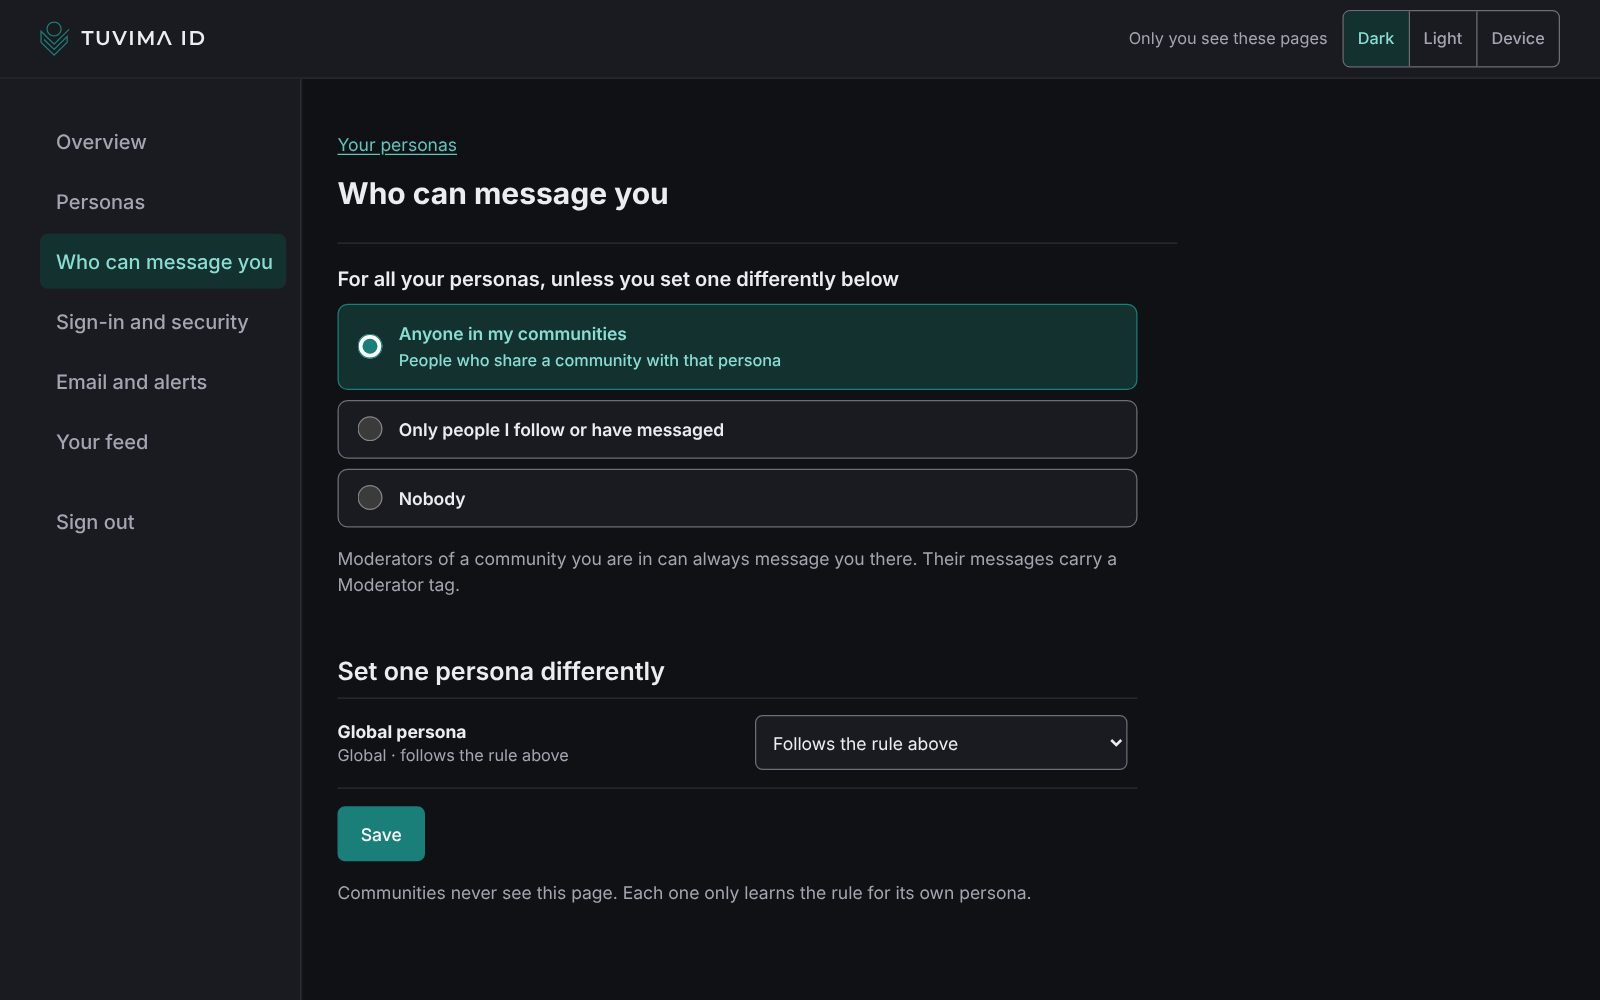 TUVIMA ID
Only you see these pages
Dark
Light
Device
Overview
Personas
Who can message you
Sign-in and security
Email and alerts
Your feed
Sign out
Your personas
Who can message you
For all your personas, unless you set one differently below
Anyone in my communities
People who share a community with that persona
Only people I follow or have messaged
Nobody
Moderators of a community you are in can always message you there. Their messages carry a
Moderator tag.
Set one persona differently
Global persona
Global · follows the rule above
Follows the rule above
Save
Communities never see this page. Each one only learns the rule for its own persona.